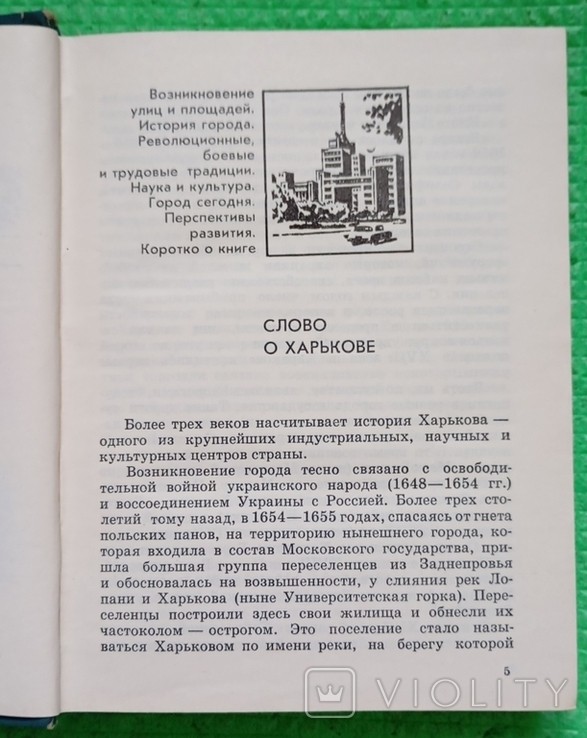 Возникновение
улиц и площадей.
История города.
Революционные,
боевые
и трудовые традиции.
Наука и культура.
Город сегодня.
Перспективы
развития.
Коротко о книге
СЛОВО
О ХАРЬКОВЕ
Более трех веков насчитывает история Харькова —
одного из крупнейших индустриальных, научных и
культурных центров страны.
Возникновение города тесно связано с освободи-
тельной войной украинского народа (1648—1654 гг.)
и воссоединением Украины с Россией. Более трех сто-
летий тому назад, в 1654—1655 годах, спасаясь от гнета
польских панов, на территорию нынешнего города, ко-
торая входила в состав Московского государства, при-
шла большая группа переселенцев из Заднепровья
и обосновалась на возвышенности, у слияния рек Ло-
пани и Харькова (ныне Университетская горка). Пере-
селенцы построили здесь свои жилища и обнесли их
частоколом — острогом. Это поселение стало назы-
ваться Харьковом по имени реки, на берегу которой
5
VIOLITY